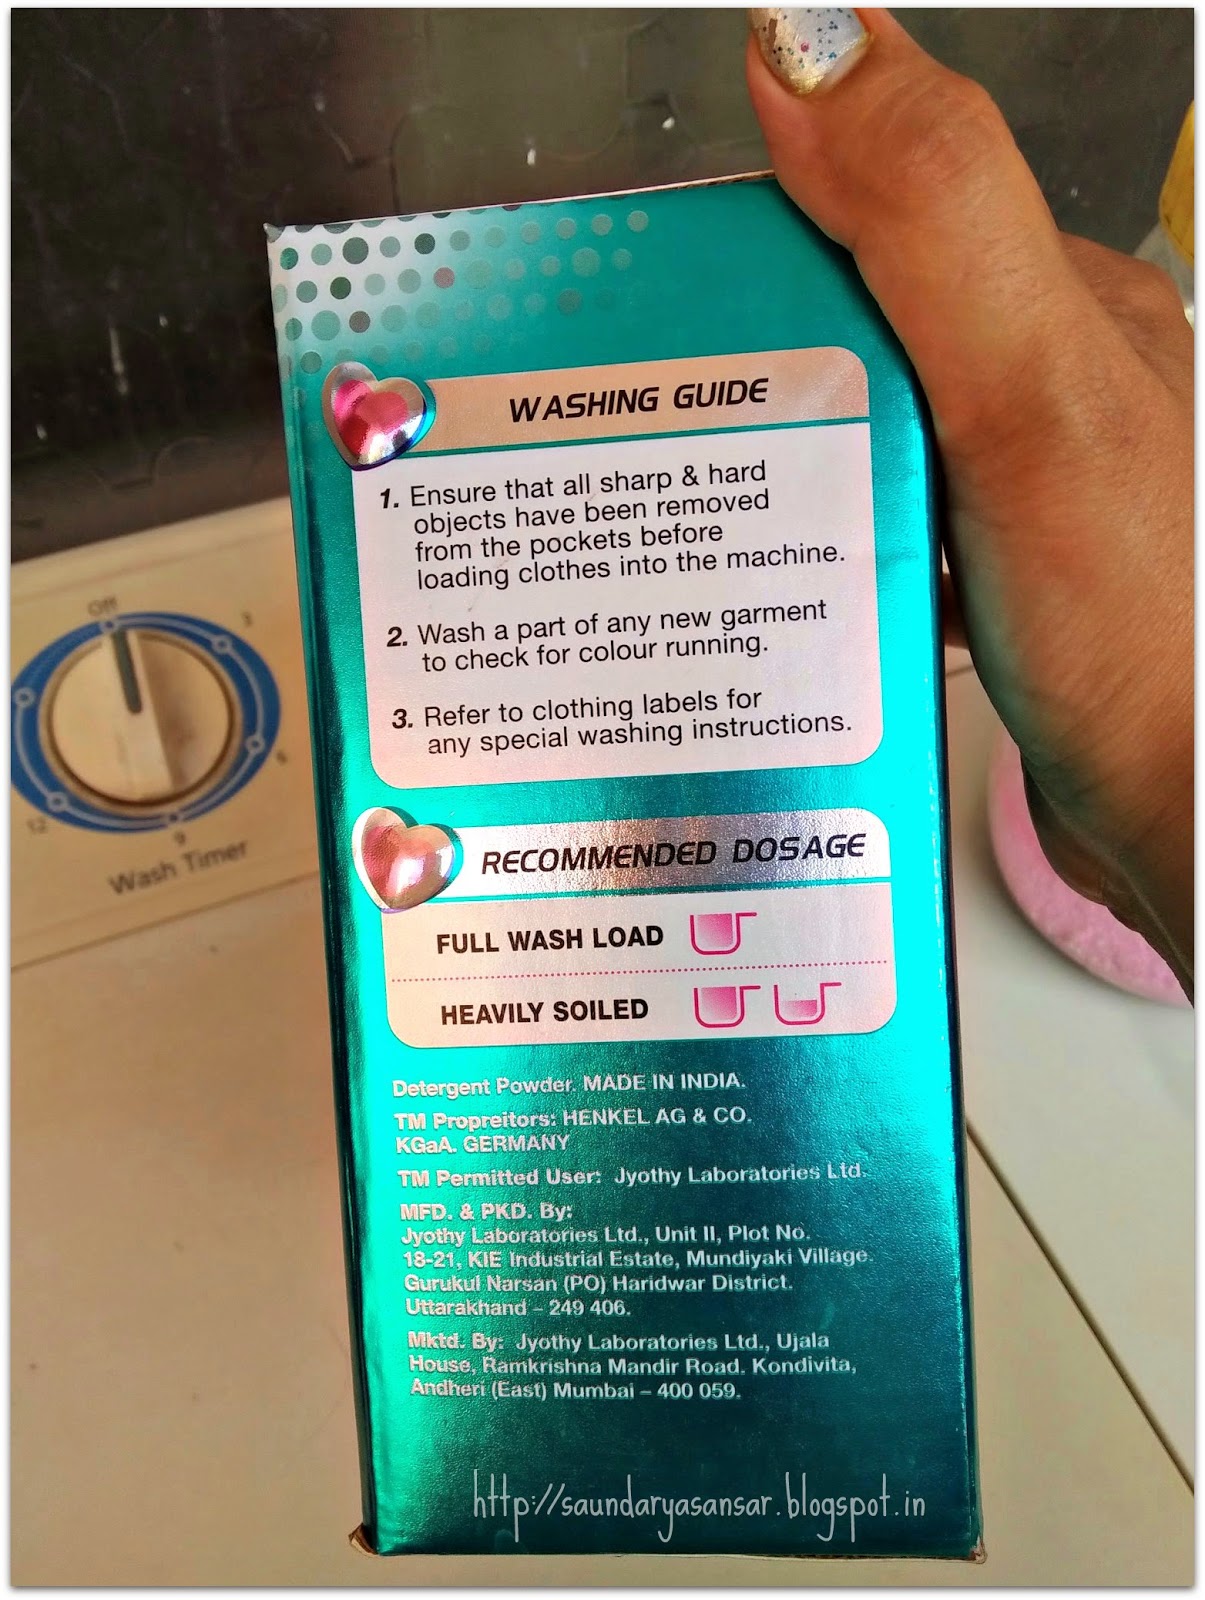 WASHING GUIDE
1. Ensure that all sharp & hard
objects have been removed
from the pockets before
loading clothes into the machine.
2. Wash a part of any new garment
to check for colour running.
3. Refer to clothing labels for
any special washing instructions.
RECOMMENDED DOSAGE
FULL WASH LOAD
HEAVILY SOILED
Detergent Powder. MADE IN INDIA.
TM Propreitors: HENKEL AG & CO.
KGaA. GERMANY
TM Permitted User: Jyothy Laboratories Ltd.
MFD. & PKD. By:
Jyothy Laboratories Ltd., Unit II, Plot No.
18-21, KIE Industrial Estate, Mundiyaki Village.
Gurukul Narsan (PO) Haridwar District.
Uttarakhand – 249 406.
Mktd. By: Jyothy Laboratories Ltd., Ujala
House, Ramkrishna Mandir Road. Kondivita,
Andheri (East) Mumbai – 400 059.
Off
3
6
9
12
Wash Timer
http://saundaryasansar.blogspot.in